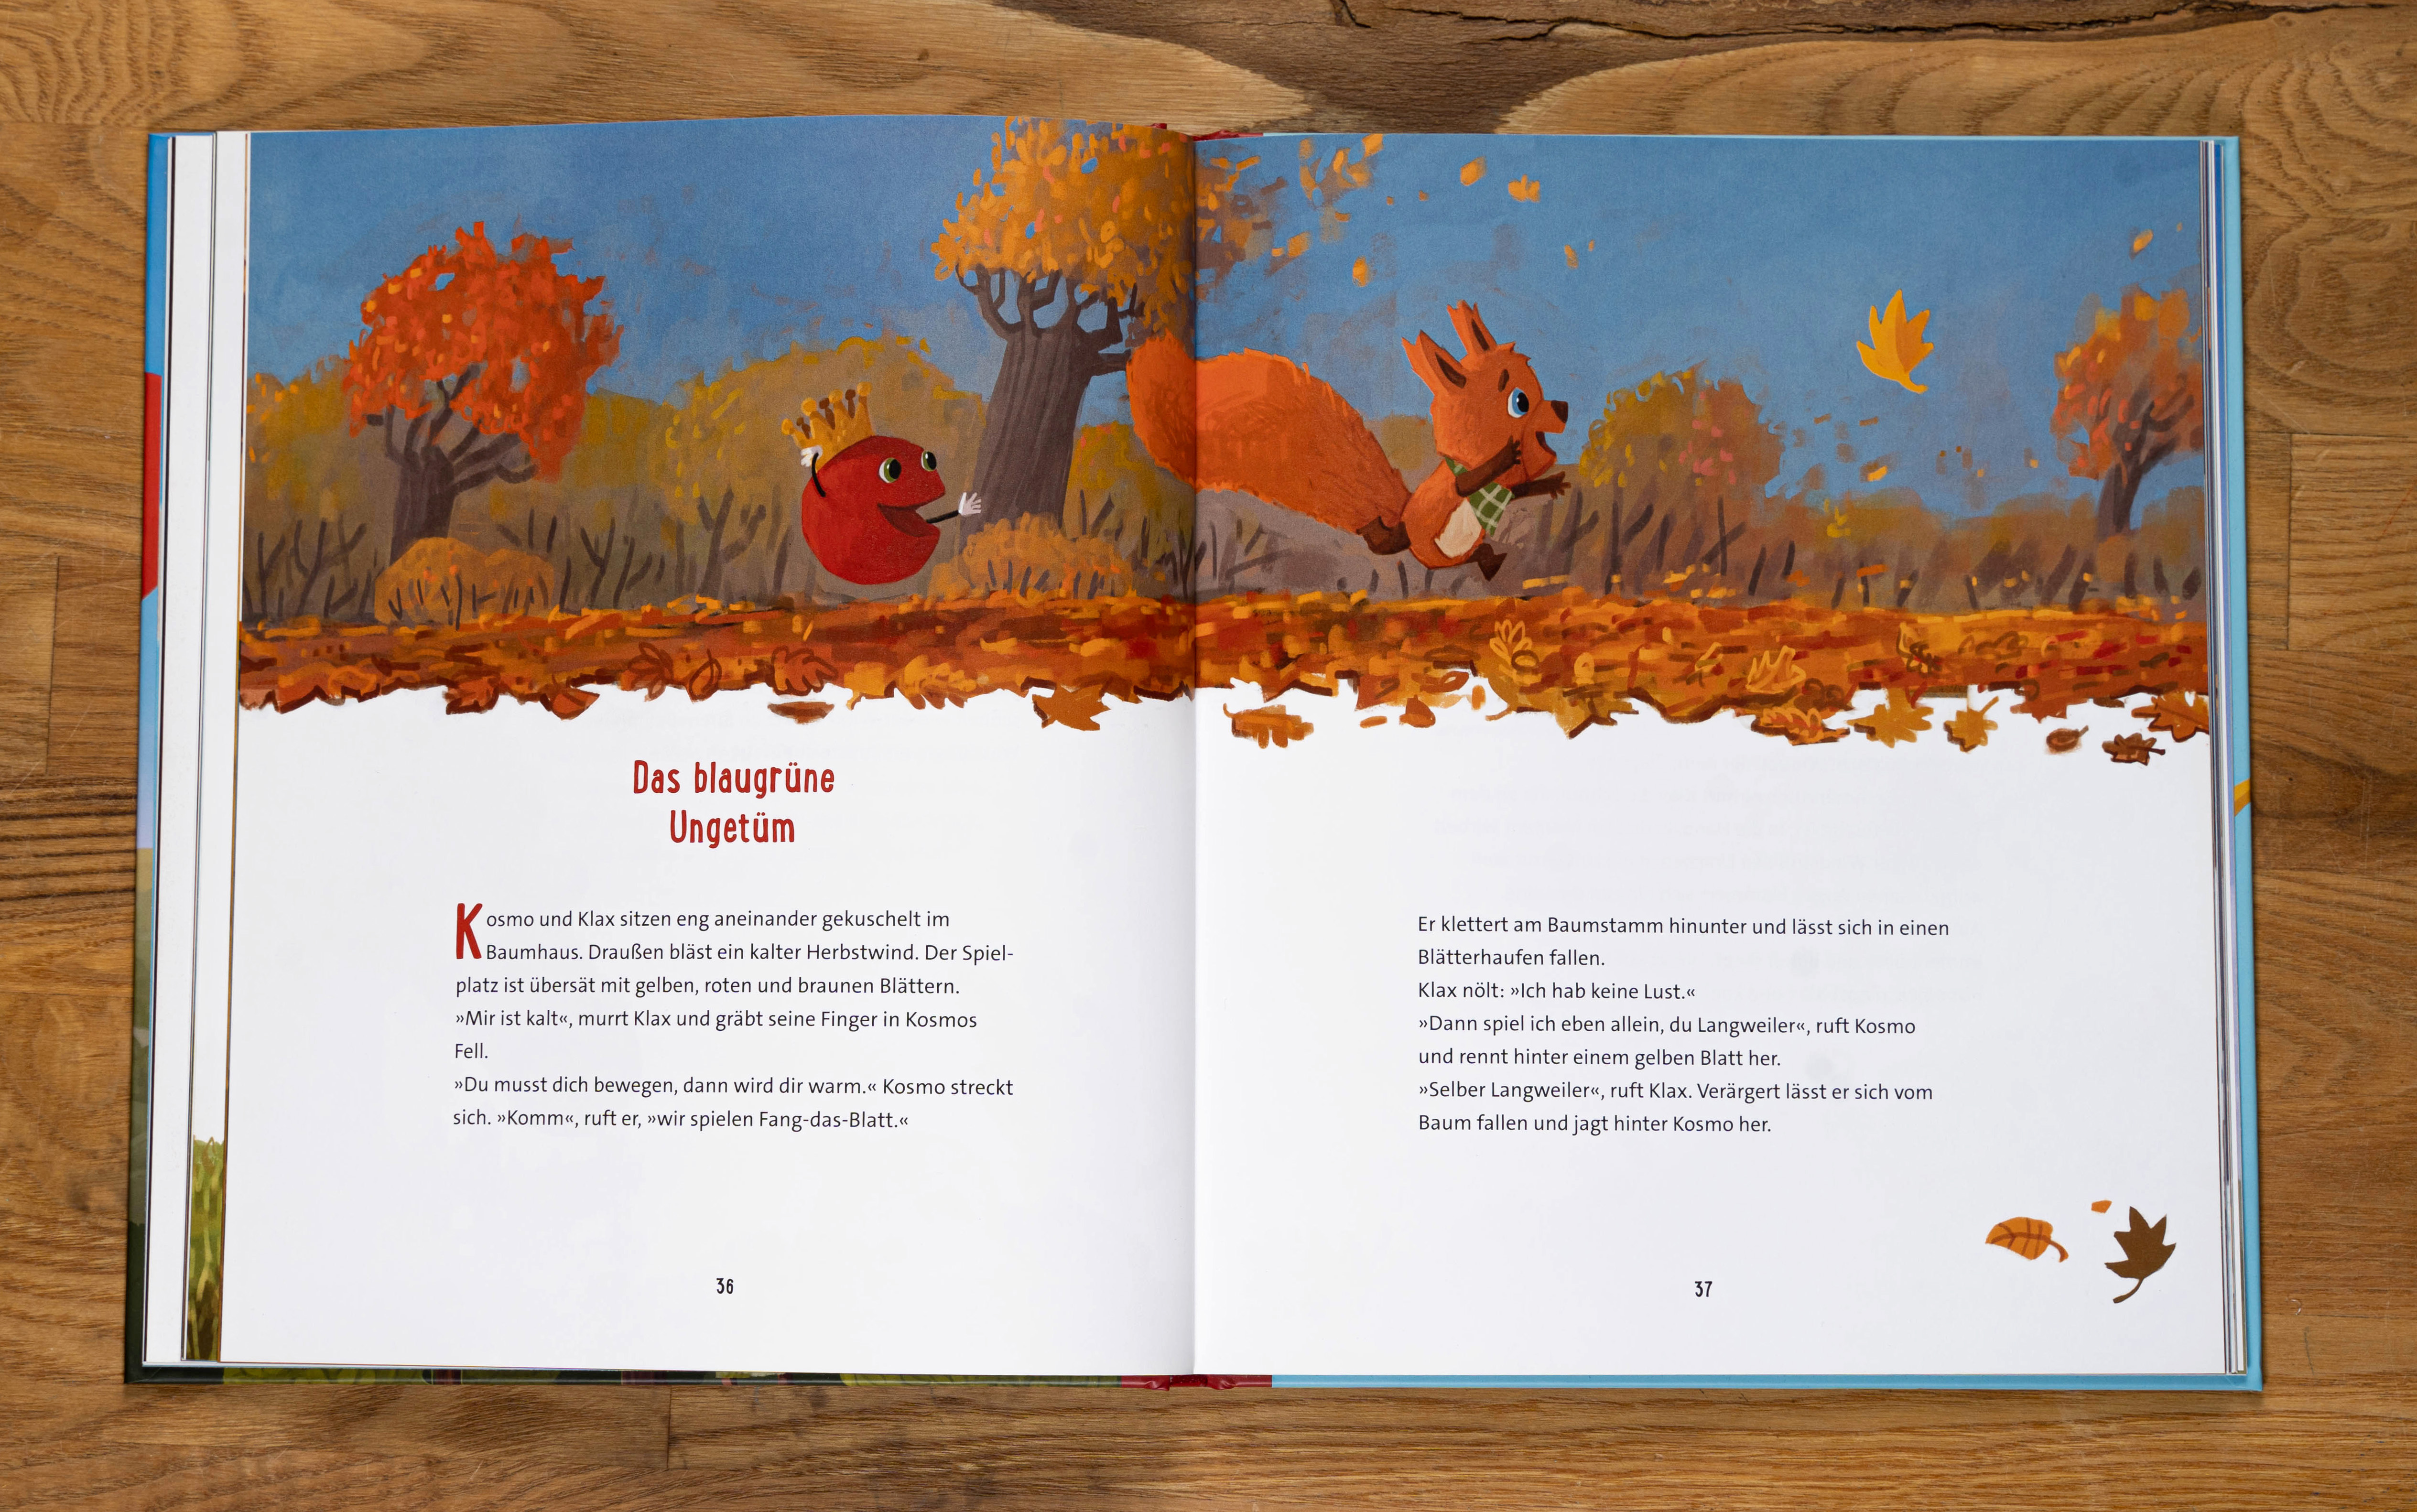 Das blaugrüne
Ungetüm
Kosmo und Klax sitzen eng aneinander gekuschelt im
Baumhaus. Draußen bläst ein kalter Herbstwind. Der Spiel-
platz ist übersät mit gelben, roten und braunen Blättern.
»Mir ist kalt«, murrt Klax und gräbt seine Finger in Kosmos
Fell.
»Du musst dich bewegen, dann wird dir warm.« Kosmo streckt
sich. »Komm«, ruft er, »wir spielen Fang-das-Blatt.«
36
Er klettert am Baumstamm hinunter und lässt sich in einen
Blätterhaufen fallen.
Klax nölt: »Ich hab keine Lust.«
»Dann spiel ich eben allein, du Langweiler«, ruft Kosmo
und rennt hinter einem gelben Blatt her.
»Selber Langweiler«, ruft Klax. Verärgert lässt er sich vom
Baum fallen und jagt hinter Kosmo her.
37